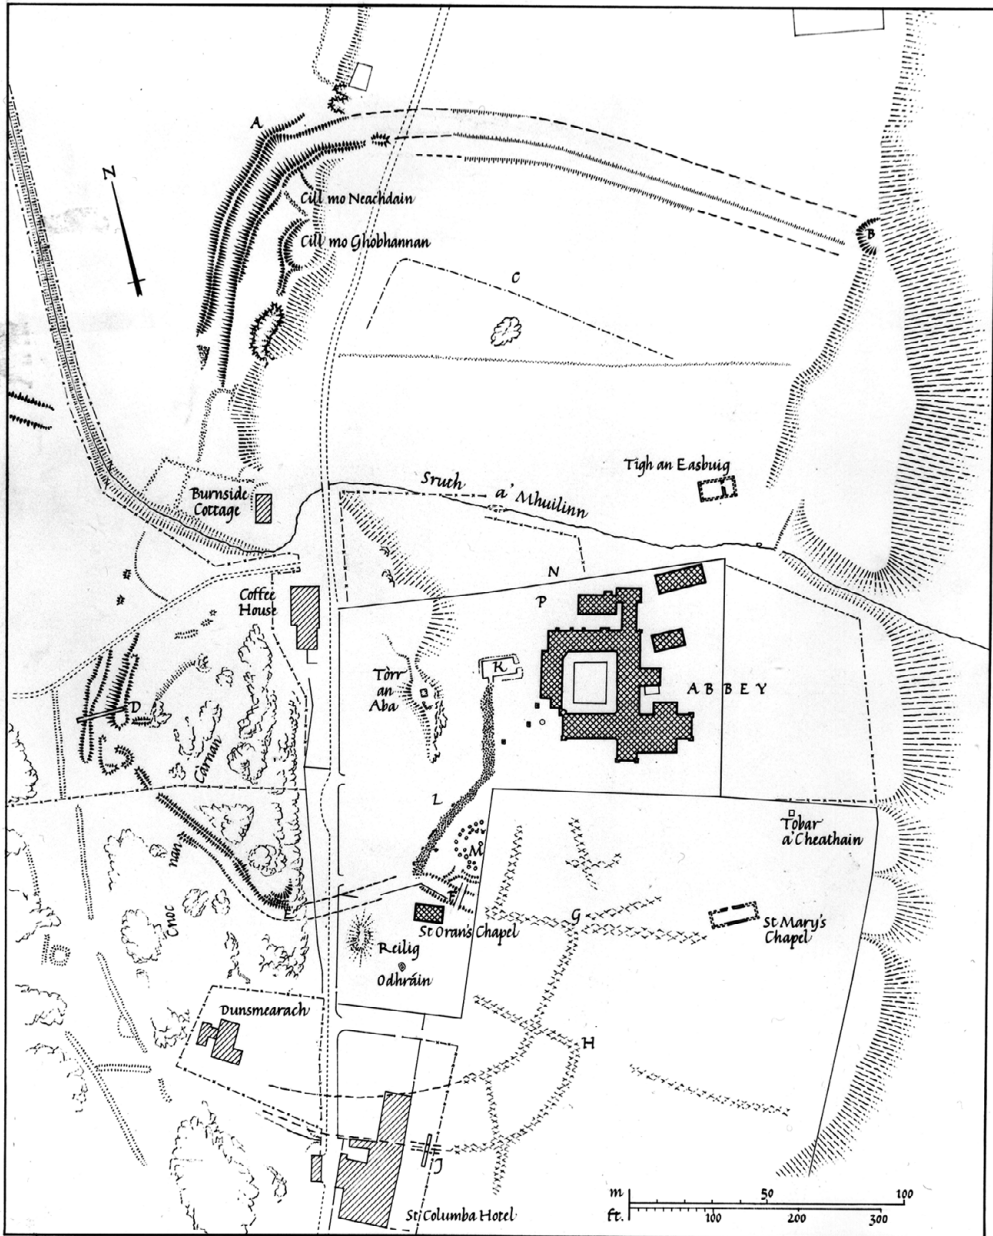 A
N
Cill mo Neachdain
Cill mo Ghobhannan
B
C
Tigh an Easbuig
Sruth a' Mhuilinn
Burnside
Cottage
N
P
Coffee
House
Tòrr
an
Aba
K
ABBEY
D
Càrnan
L
M
Tobar
a' Cheathain
nan
Cnoc
G
St Mary's
Chapel
St Oran's Chapel
Reilig
Odhráin
Dunsmearach
H
J
St Columba Hotel
m 50 100
ft. 100 200 300